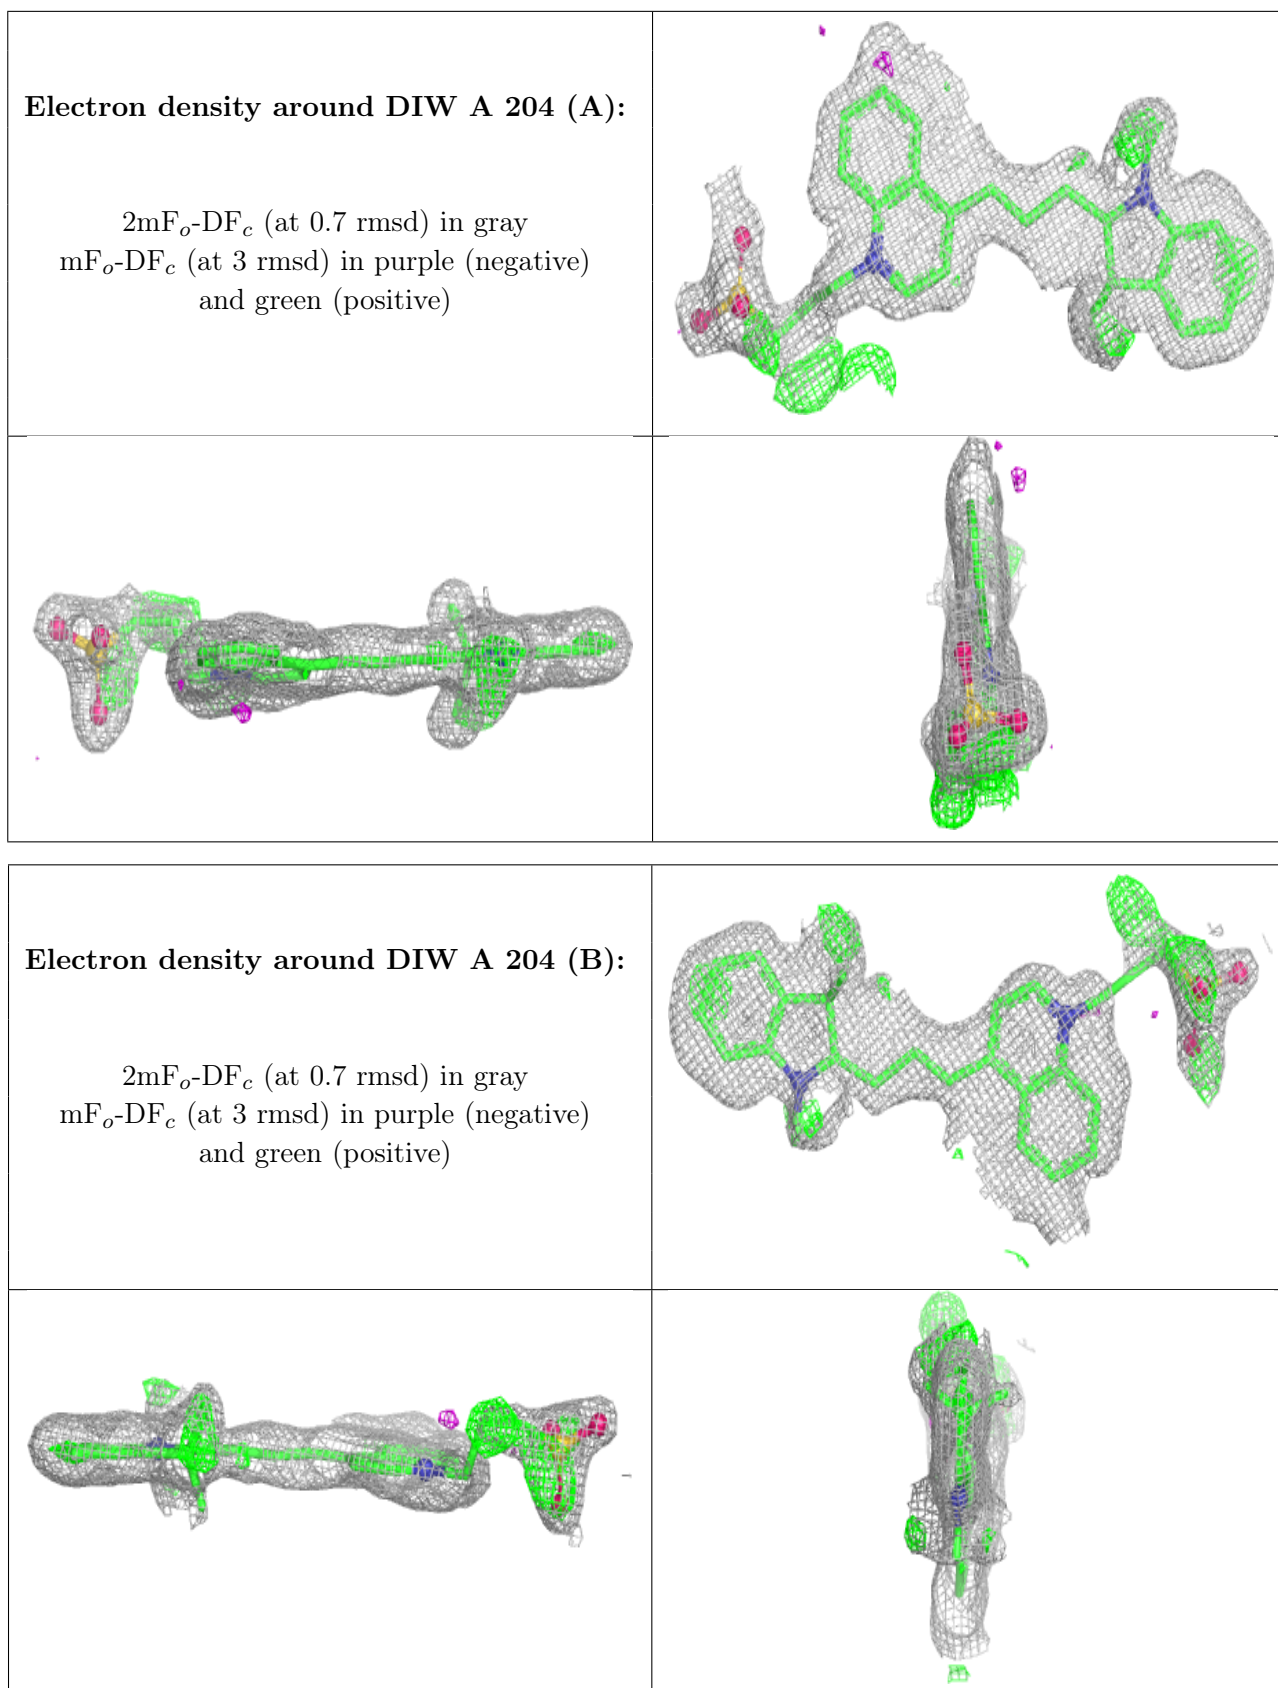 Electron density around DIW A 204 (A):
2mFo-DFc (at 0.7 rmsd) in gray
mFo-DFc (at 3 rmsd) in purple (negative)
and green (positive)
Electron density around DIW A 204 (B):
2mFo-DFc (at 0.7 rmsd) in gray
mFo-DFc (at 3 rmsd) in purple (negative)
and green (positive)